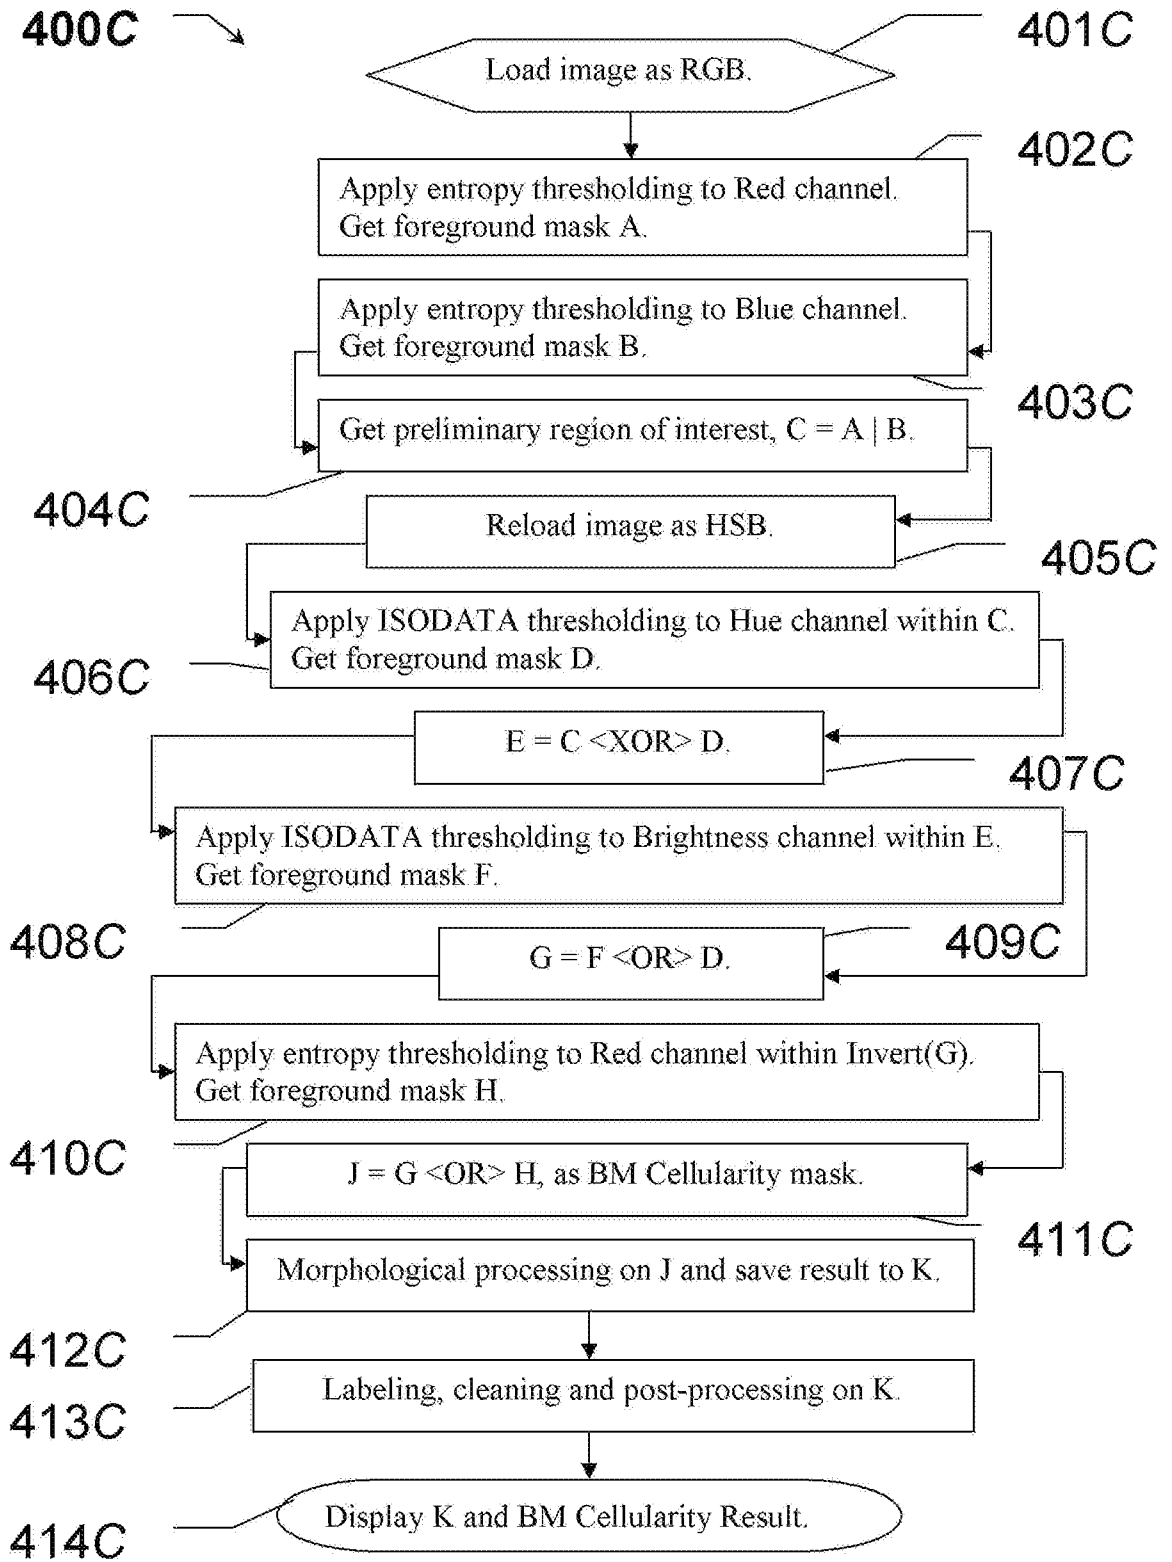 400C
401C
Load image as RGB.
402C
Apply entropy thresholding to Red channel.
Get foreground mask A.
Apply entropy thresholding to Blue channel.
Get foreground mask B.
403C
Get preliminary region of interest, C = A | B.
404C
Reload image as HSB.
405C
Apply ISODATA thresholding to Hue channel within C.
Get foreground mask D.
406C
E = C <XOR> D.
407C
Apply ISODATA thresholding to Brightness channel within E.
Get foreground mask F.
408C
409C
G = F <OR> D.
Apply entropy thresholding to Red channel within Invert(G).
Get foreground mask H.
410C
J = G <OR> H, as BM Cellularity mask.
411C
Morphological processing on J and save result to K.
412C
Labeling, cleaning and post-processing on K.
413C
Display K and BM Cellularity Result.
414C